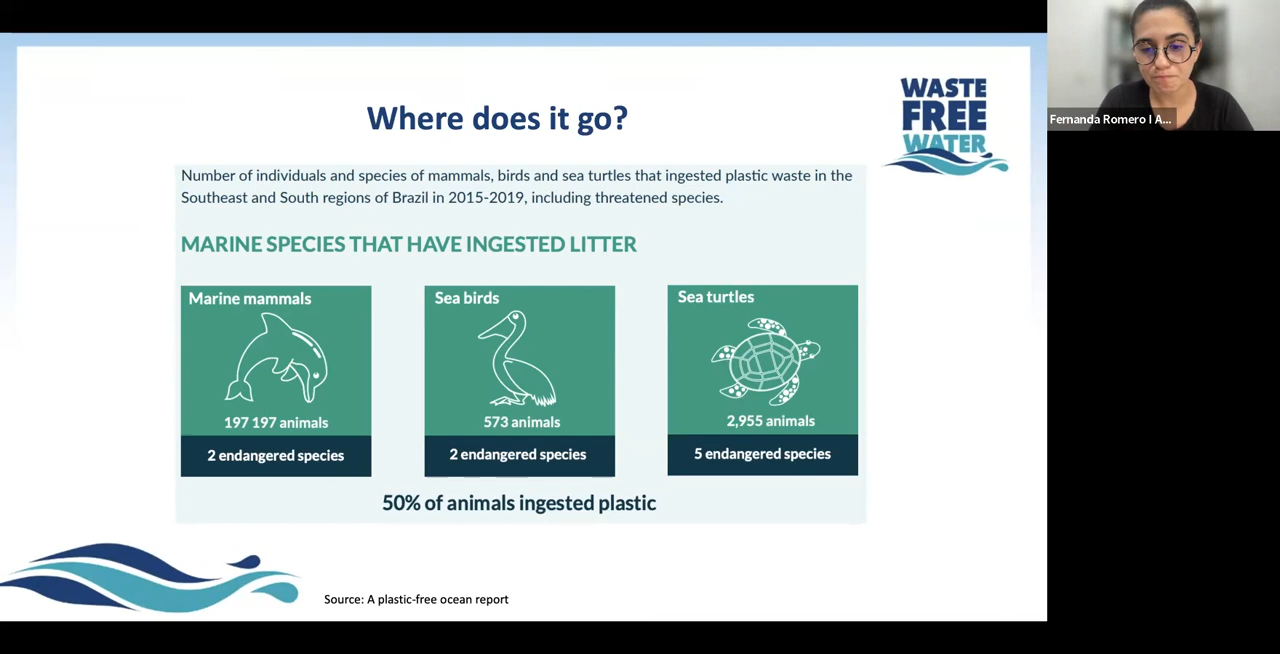 Where does it go?
WASTE
FREE
WATER
Fernanda Romero I A...
Number of individuals and species of mammals, birds and sea turtles that ingested plastic waste in the
Southeast and South regions of Brazil in 2015-2019, including threatened species.
MARINE SPECIES THAT HAVE INGESTED LITTER
Marine mammals
197 197 animals
2 endangered species
Sea birds
573 animals
2 endangered species
Sea turtles
2,955 animals
5 endangered species
50% of animals ingested plastic
Source: A plastic-free ocean report